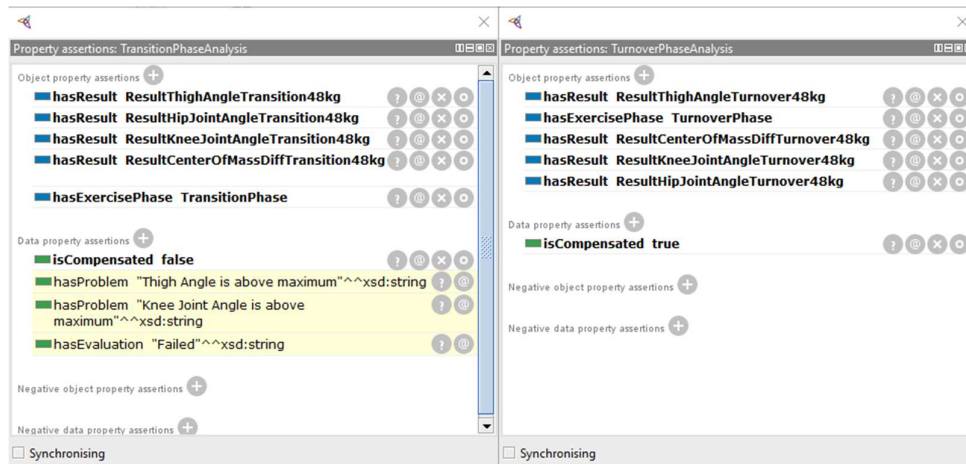 Property assertions: TransitionPhaseAnalysis
Object property assertions
hasResult ResultThighAngleTransition48kg
hasResult ResultHipJointAngleTransition48kg
hasResult ResultKneeJointAngleTransition48kg
hasResult ResultCenterOfMassDiffTransition48kg
hasExercisePhase TransitionPhase
Data property assertions
isCompensated false
hasProblem "Thigh Angle is above maximum"^^xsd:string
hasProblem "Knee Joint Angle is above
maximum"^^xsd:string
hasEvaluation "Failed"^^xsd:string
Negative object property assertions
Negative data property assertions
Synchronising
Property assertions: TurnoverPhaseAnalysis
Object property assertions
hasResult ResultThighAngleTurnover48kg
hasExercisePhase TurnoverPhase
hasResult ResultCenterOfMassDiffTurnover48kg
hasResult ResultKneeJointAngleTurnover48kg
hasResult ResultHipJointAngleTurnover48kg
Data property assertions
isCompensated true
Negative object property assertions
Negative data property assertions
Synchronising